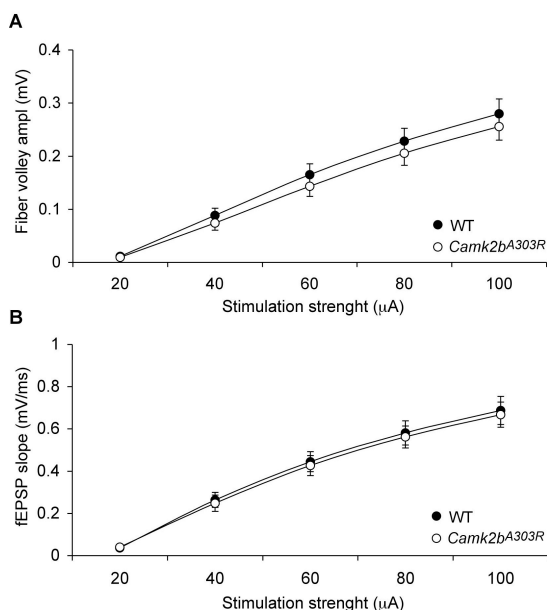 A
Fiber volley ampl (mV)
0.4
0.3
0.2
0.1
0
20 40 60 80 100
Stimulation strenght (μA)
WT
Camk2bA303R
B
fEPSP slope (mV/ms)
1
0.8
0.6
0.4
0.2
0
20 40 60 80 100
Stimulation strenght (μA)
WT
Camk2bA303R